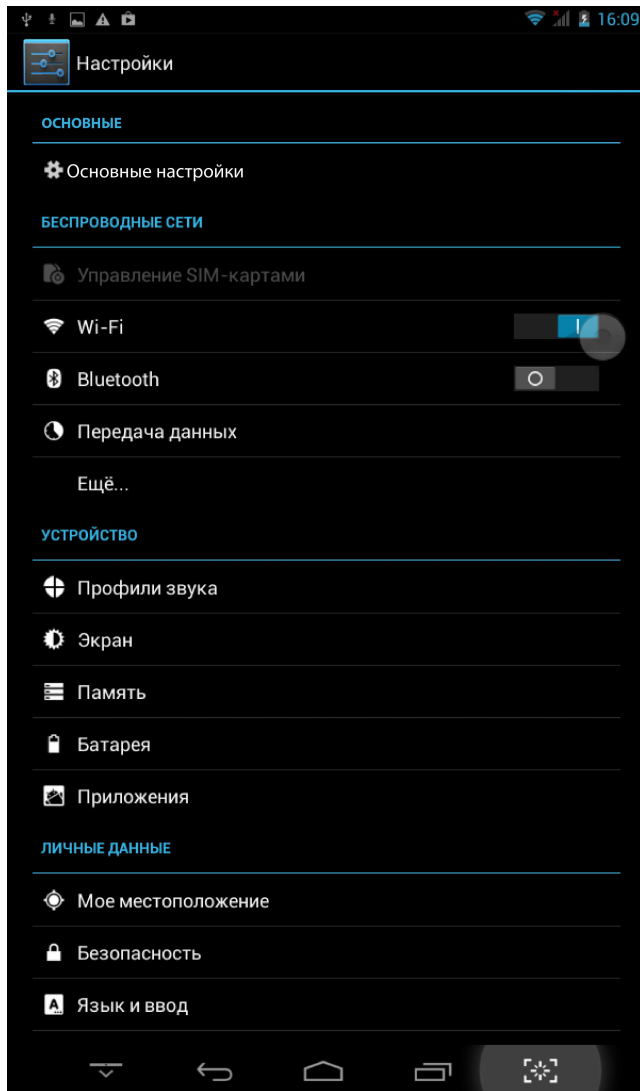 16:09
Настройки
ОСНОВНЫЕ
Основные настройки
БЕСПРОВОДНЫЕ СЕТИ
Управление SIM-картами
Wi-Fi
Bluetooth
Передача данных
Ещё...
УСТРОЙСТВО
Профили звука
Экран
Память
Батарея
Приложения
ЛИЧНЫЕ ДАННЫЕ
Мое местоположение
Безопасность
Язык и ввод